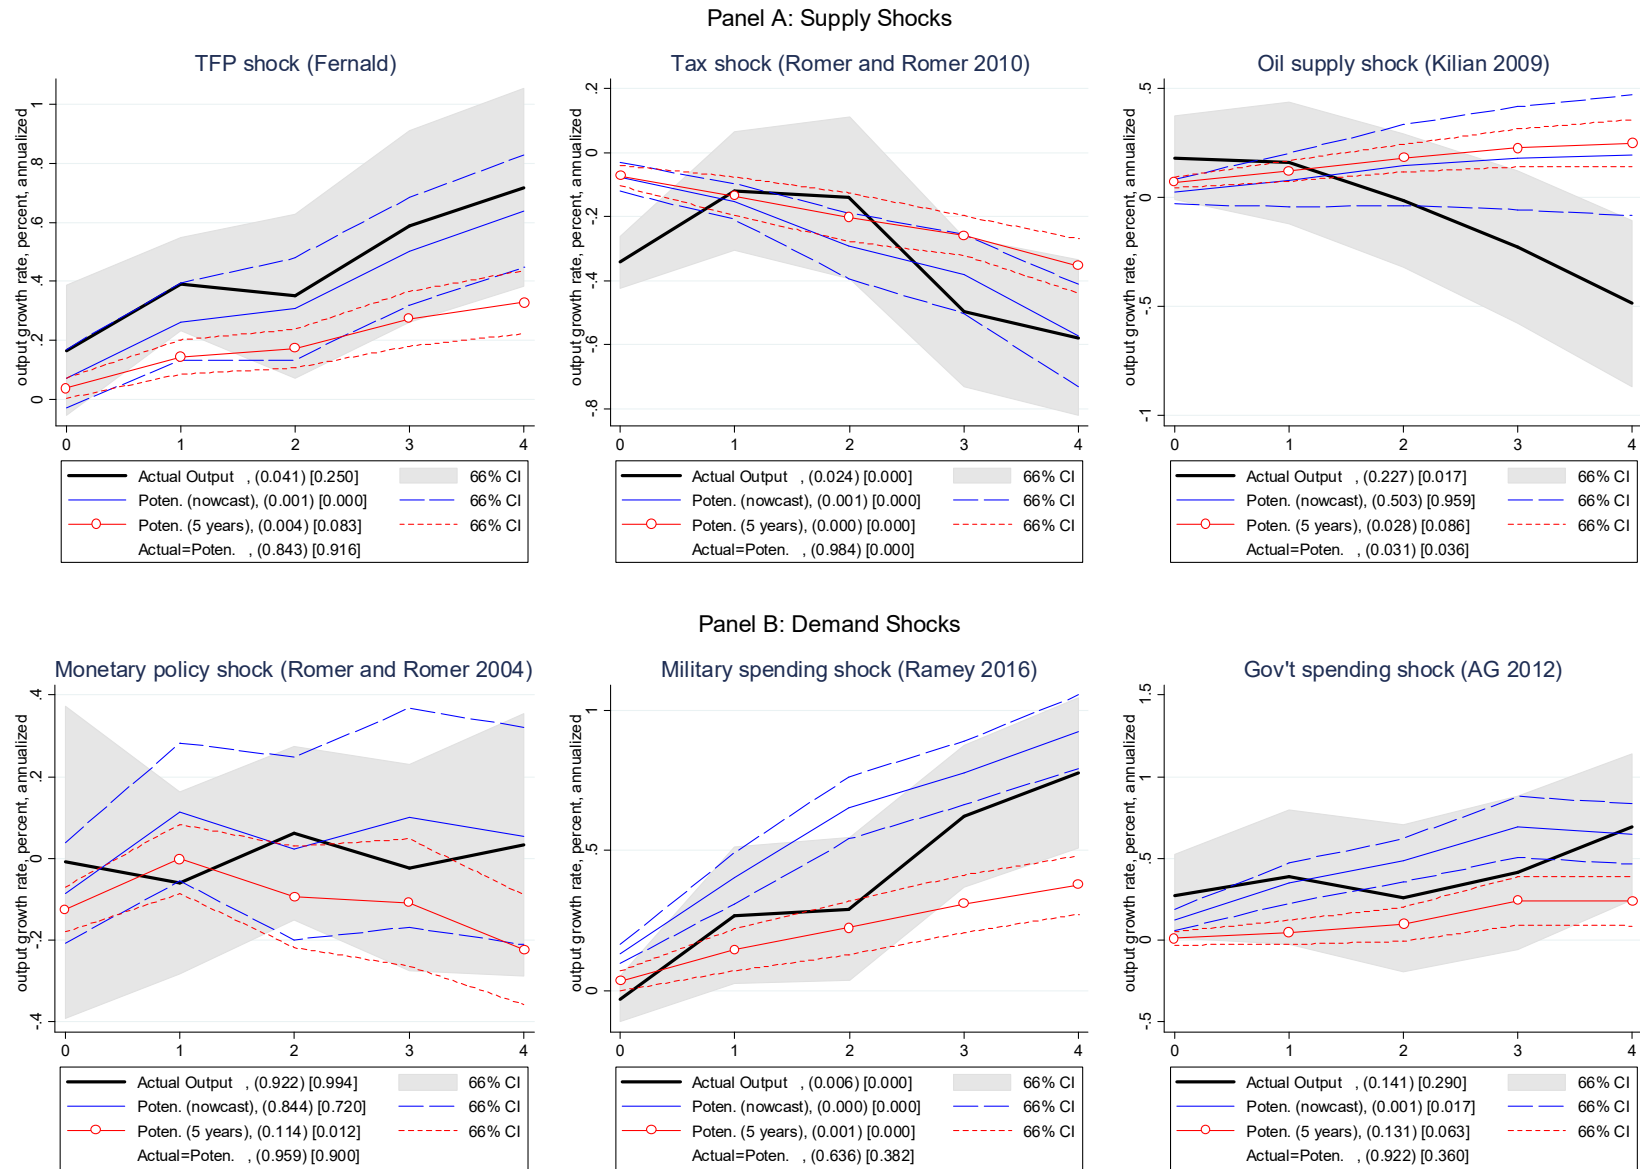 Panel A: Supply Shocks
TFP shock (Fernald)
output growth rate, percent, annualized
1
.8
.6
.4
.2
0
0 1 2 3 4
Actual Output , (0.041) [0.250] 66% CI
Poten. (nowcast), (0.001) [0.000] 66% CI
Poten. (5 years), (0.004) [0.083] 66% CI
Actual=Poten. , (0.843) [0.916]
Tax shock (Romer and Romer 2010)
output growth rate, percent, annualized
.2
0
-.2
-.4
-.6
-.8
0 1 2 3 4
Actual Output , (0.024) [0.000] 66% CI
Poten. (nowcast), (0.001) [0.000] 66% CI
Poten. (5 years), (0.000) [0.000] 66% CI
Actual=Poten. , (0.984) [0.000]
Oil supply shock (Kilian 2009)
output growth rate, percent, annualized
.5
0
-.5
-1
0 1 2 3 4
Actual Output , (0.227) [0.017] 66% CI
Poten. (nowcast), (0.503) [0.959] 66% CI
Poten. (5 years), (0.028) [0.086] 66% CI
Actual=Poten. , (0.031) [0.036]
Panel B: Demand Shocks
Monetary policy shock (Romer and Romer 2004)
output growth rate, percent, annualized
.4
.2
0
-.2
-.4
0 1 2 3 4
Actual Output , (0.922) [0.994] 66% CI
Poten. (nowcast), (0.844) [0.720] 66% CI
Poten. (5 years), (0.114) [0.012] 66% CI
Actual=Poten. , (0.959) [0.900]
Military spending shock (Ramey 2016)
output growth rate, percent, annualized
1
.5
0
0 1 2 3 4
Actual Output , (0.006) [0.000] 66% CI
Poten. (nowcast), (0.000) [0.000] 66% CI
Poten. (5 years), (0.001) [0.000] 66% CI
Actual=Poten. , (0.636) [0.382]
Gov't spending shock (AG 2012)
output growth rate, percent, annualized
1.5
1
.5
0
-.5
0 1 2 3 4
Actual Output , (0.141) [0.290] 66% CI
Poten. (nowcast), (0.001) [0.017] 66% CI
Poten. (5 years), (0.131) [0.063] 66% CI
Actual=Poten. , (0.922) [0.360]